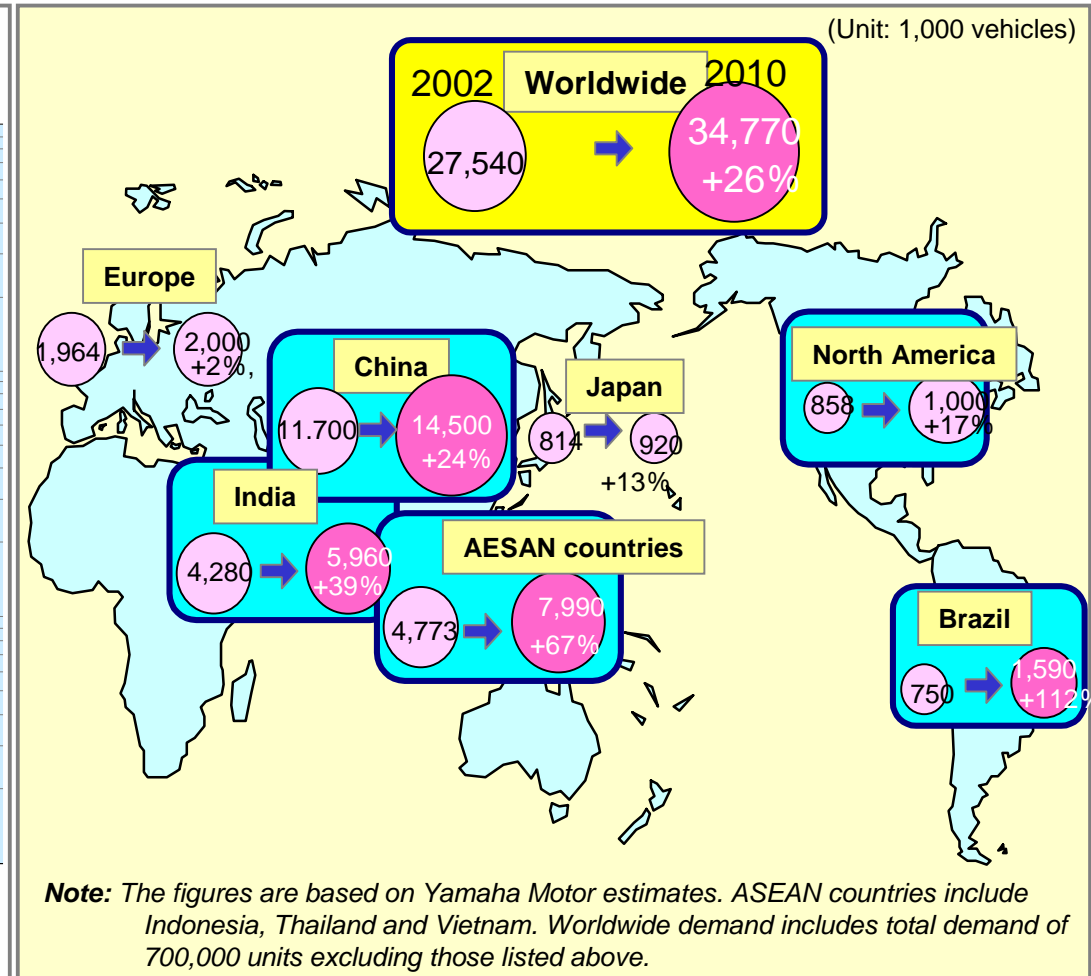 (Unit: 1,000 vehicles)
2002
Worldwide
2010
27,540
34,770
+26%
Europe
1,964
2,000
+2%,
China
11.700
14,500
+24%
Japan
814
920
+13%
North America
858
1,000
+17%
India
4,280
5,960
+39%
AESAN countries
4,773
7,990
+67%
Brazil
750
1,590
+112%
Note: The figures are based on Yamaha Motor estimates. ASEAN countries include
Indonesia, Thailand and Vietnam. Worldwide demand includes total demand of
700,000 units excluding those listed above.